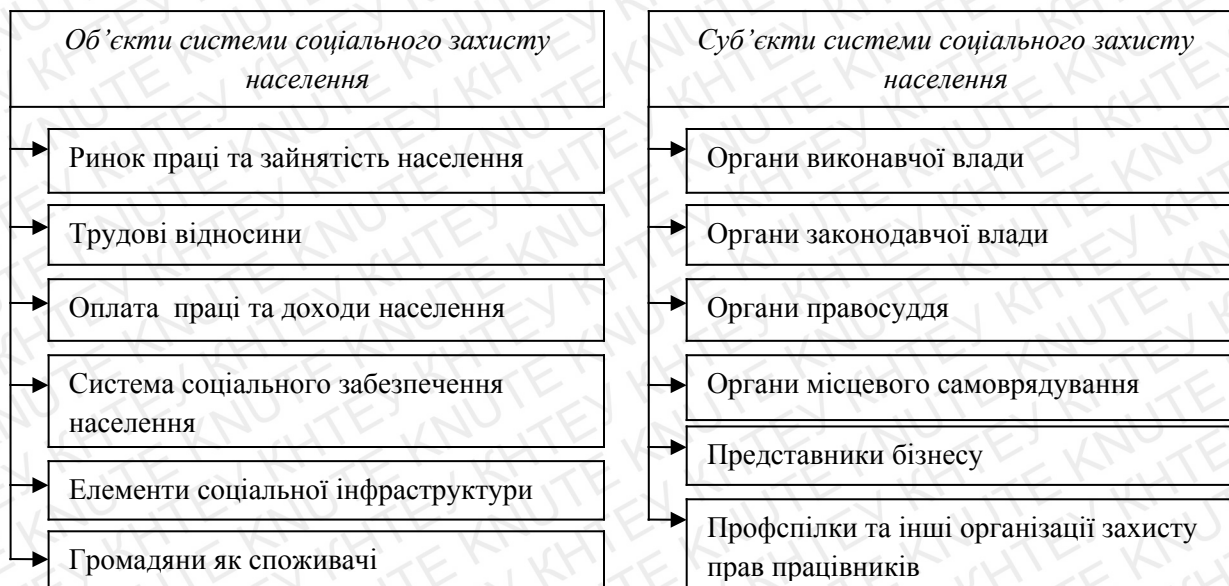 Об’єкти системи соціального захисту
населення
Ринок праці та зайнятість населення
Трудові відносини
Оплата праці та доходи населення
Система соціального забезпечення
населення
Елементи соціальної інфраструктури
Громадяни як споживачі
Суб’єкти системи соціального захисту
населення
Органи виконавчої влади
Органи законодавчої влади
Органи правосуддя
Органи місцевого самоврядування
Представники бізнесу
Профспілки та інші організації захисту
прав працівників